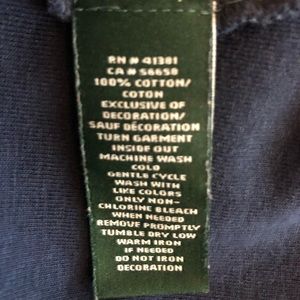 RN # 41381
CA # 56658
100% COTTON/
COTON
EXCLUSIVE OF
DECORATION/
SAUF DÉCORATION
TURN GARMENT
INSIDE OUT
MACHINE WASH
COLD
GENTLE CYCLE
WASH WITH
LIKE COLORS
ONLY NON-
CHLORINE BLEACH
WHEN NEEDED
REMOVE PROMPTLY
TUMBLE DRY LOW
WARM IRON
IF NEEDED
DO NOT IRON
DECORATION